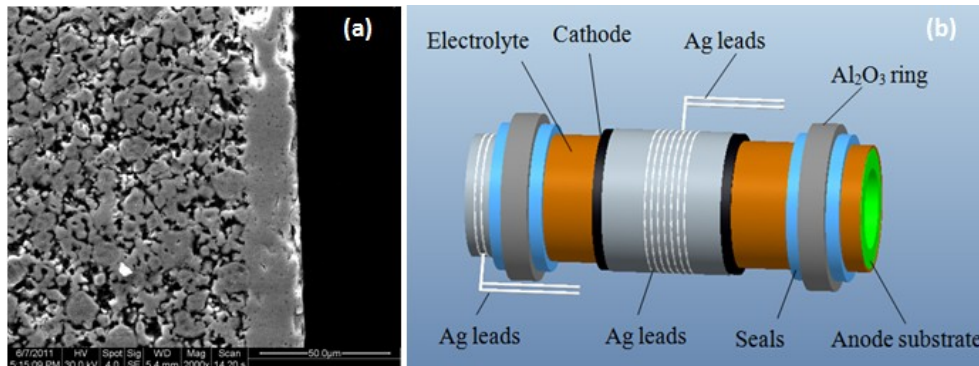 (a)
6/7/2011 HV Spot Sig WD Mag Scan
5:15:09 PM 30.0 kV 4.0 SE 5.4 mm 2000x 14.20 s
50.0µm
(b)
Electrolyte
Cathode
Ag leads
Al₂O₃ ring
Ag leads
Ag leads
Seals
Anode substrate